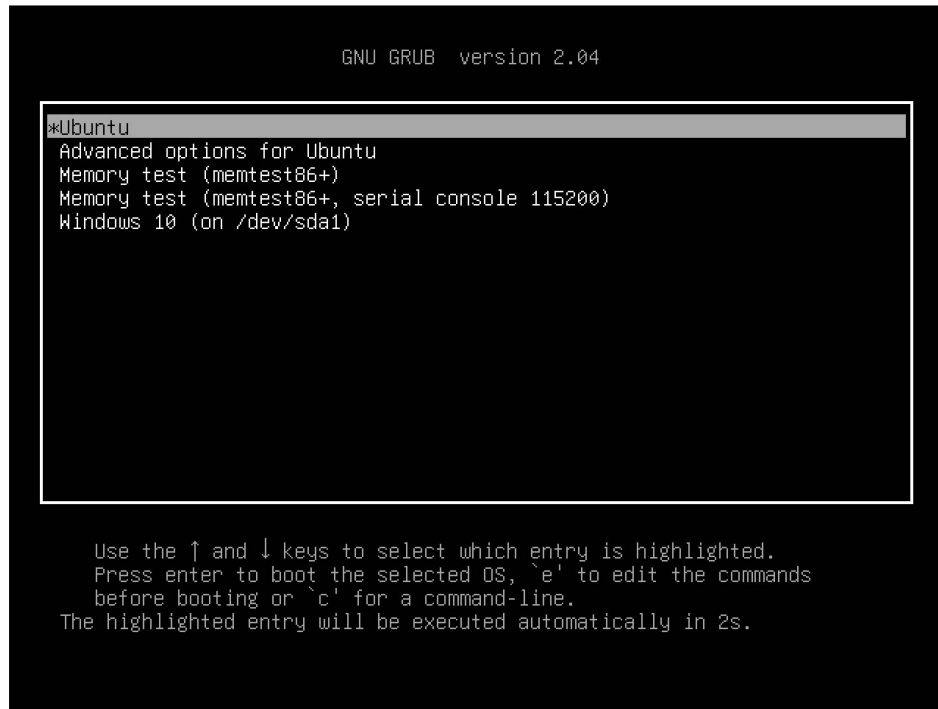 GNU GRUB  version 2.04
*Ubuntu
Advanced options for Ubuntu
Memory test (memtest86+)
Memory test (memtest86+, serial console 115200)
Windows 10 (on /dev/sda1)
Use the ↑ and ↓ keys to select which entry is highlighted.
Press enter to boot the selected OS, `e' to edit the commands
before booting or `c' for a command-line.
The highlighted entry will be executed automatically in 2s.